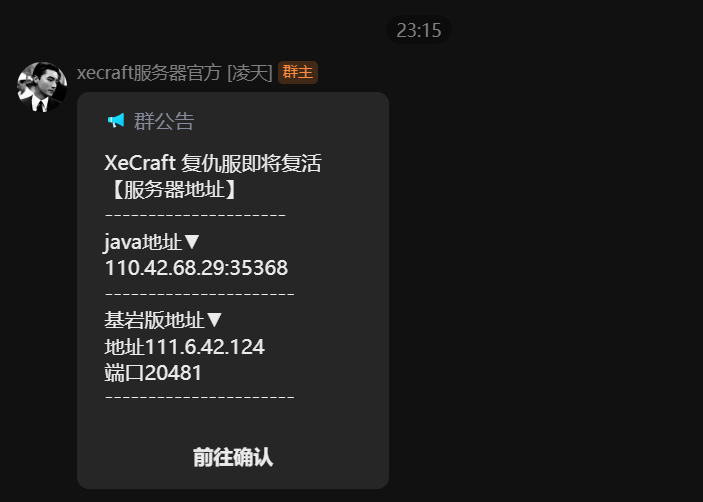 23:15
xecraft服务器官方 [凌天] 群主
群公告
XeCraft 复仇服即将复活
【服务器地址】
---------------------
java地址▼
110.42.68.29:35368
----------------------
基岩版地址▼
地址111.6.42.124
端口20481
----------------------
前往确认